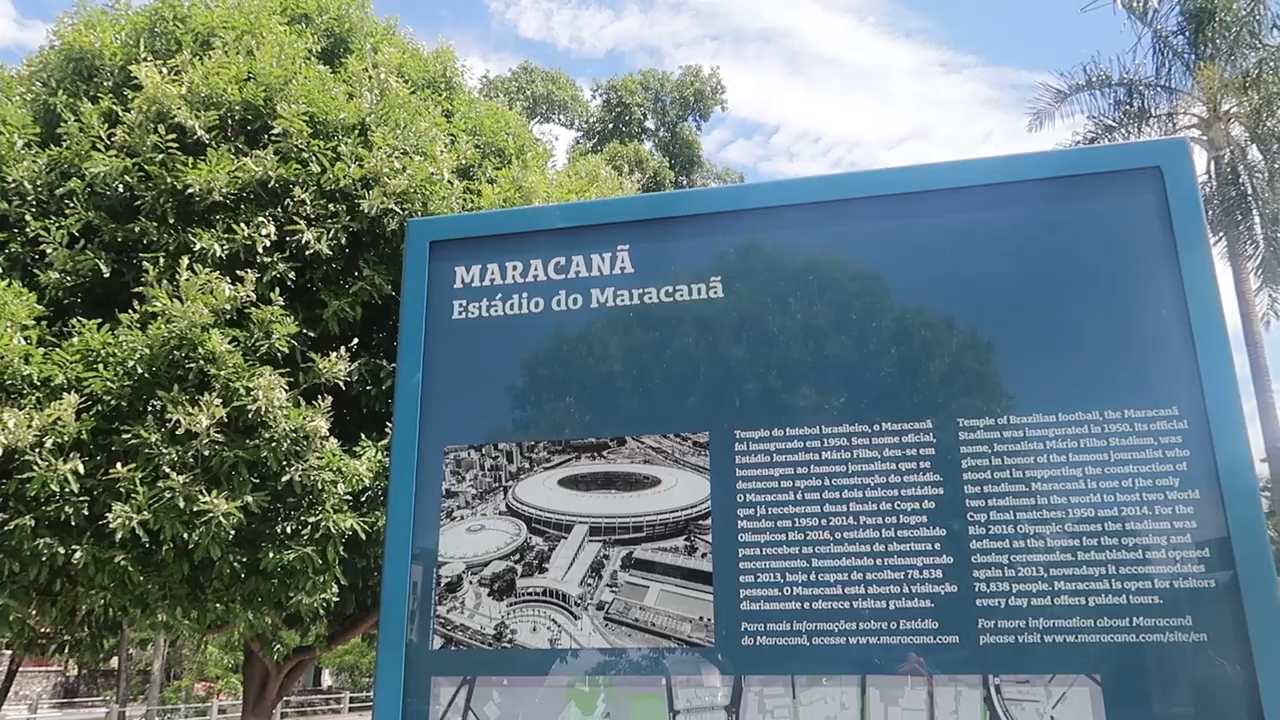 MARACANÃ
Estádio do Maracanã
Templo do futebol brasileiro, o Maracanã
foi inaugurado em 1950. Seu nome oficial,
Estádio Jornalista Mário Filho, deu-se em
homenagem ao famoso jornalista que se
destacou no apoio à construção do estádio.
O Maracanã é um dos dois únicos estádios
que já receberam duas finais de Copa do
Mundo: em 1950 e 2014. Para os Jogos
Olímpicos Rio 2016, o estádio foi escolhido
para receber as cerimônias de abertura e
encerramento. Remodelado e reinaugurado
em 2013, hoje é capaz de acolher 78.838
pessoas. O Maracanã está aberto à visitação
diariamente e oferece visitas guiadas.
Para mais informações sobre o Estádio
do Maracanã, acesse www.maracana.com
Temple of Brazilian football, the Maracanã
Stadium was inaugurated in 1950. Its official
name, Jornalista Mário Filho Stadium, was
given in honor of the famous journalist who
stood out in supporting the construction of
the stadium. Maracanã is one of the only
two stadiums in the world to host two World
Cup final matches: 1950 and 2014. For the
Rio 2016 Olympic Games the stadium was
defined as the house for the opening and
closing ceremonies. Refurbished and opened
again in 2013, nowadays it accommodates
78,838 people. Maracanã is open for visitors
every day and offers guided tours.
For more information about Maracanã
please visit www.maracana.com/site/en